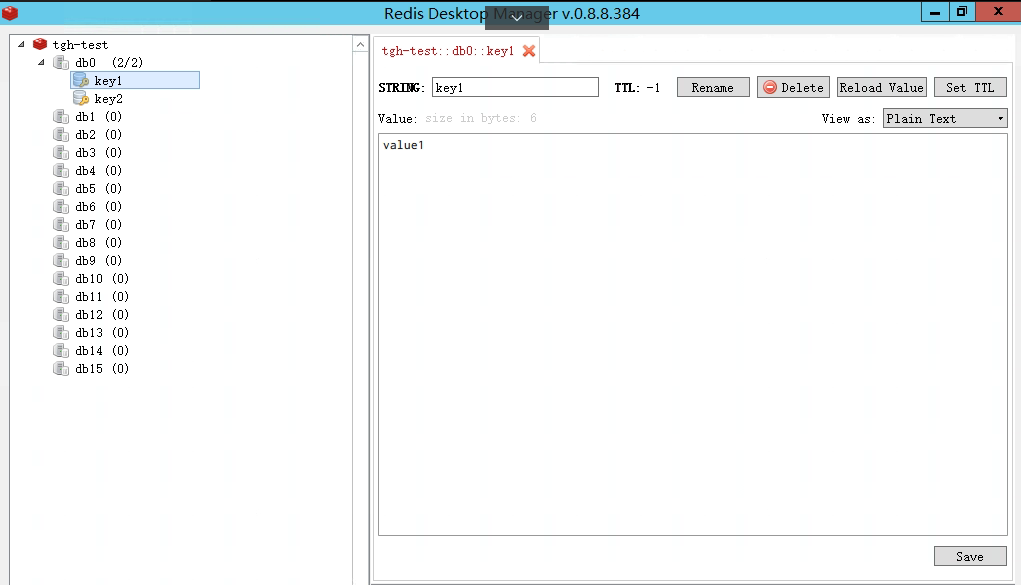 Redis Desktop Manager v.0.8.8.384
tgh-test
db0 (2/2)
key1
key2
db1 (0)
db2 (0)
db3 (0)
db4 (0)
db5 (0)
db6 (0)
db7 (0)
db8 (0)
db9 (0)
db10 (0)
db11 (0)
db12 (0)
db13 (0)
db14 (0)
db15 (0)
tgh-test::db0::key1
STRING: key1 TTL: -1 Rename Delete Reload Value Set TTL
Value: size in bytes: 6 View as: Plain Text
value1
Save